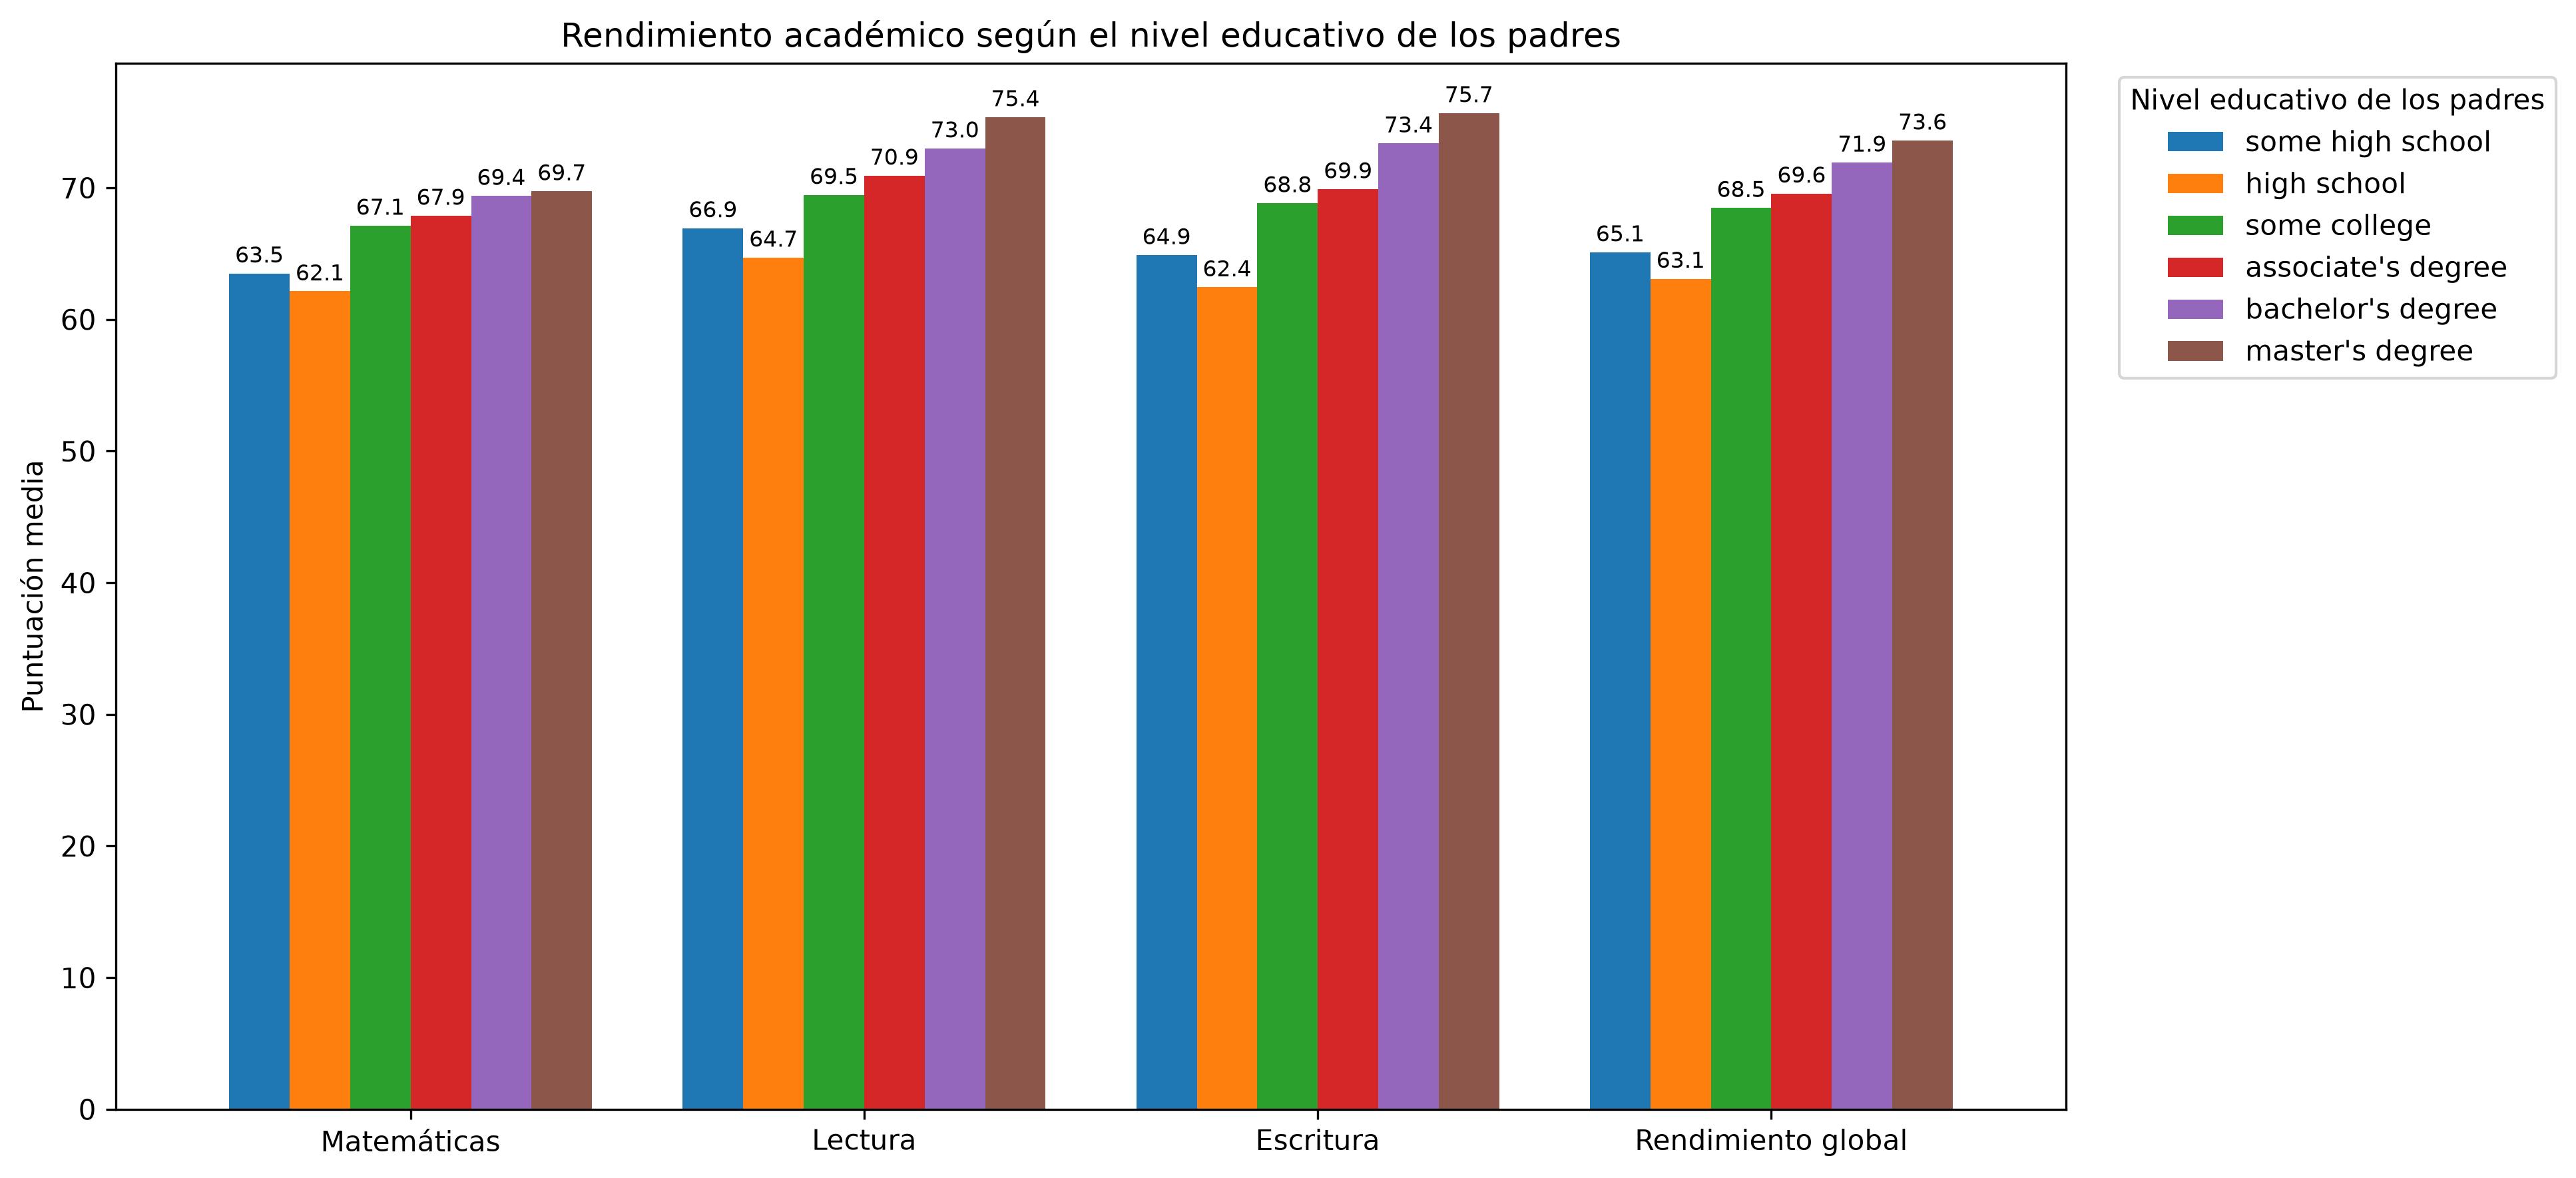 Rendimiento académico según el nivel educativo de los padres
Puntuación media
70
60
50
40
30
20
10
0
63.5
62.1
67.1
67.9
69.4
69.7
66.9
64.7
69.5
70.9
73.0
75.4
64.9
62.4
68.8
69.9
73.4
75.7
65.1
63.1
68.5
69.6
71.9
73.6
Matemáticas
Lectura
Escritura
Rendimiento global
Nivel educativo de los padres
some high school
high school
some college
associate's degree
bachelor's degree
master's degree